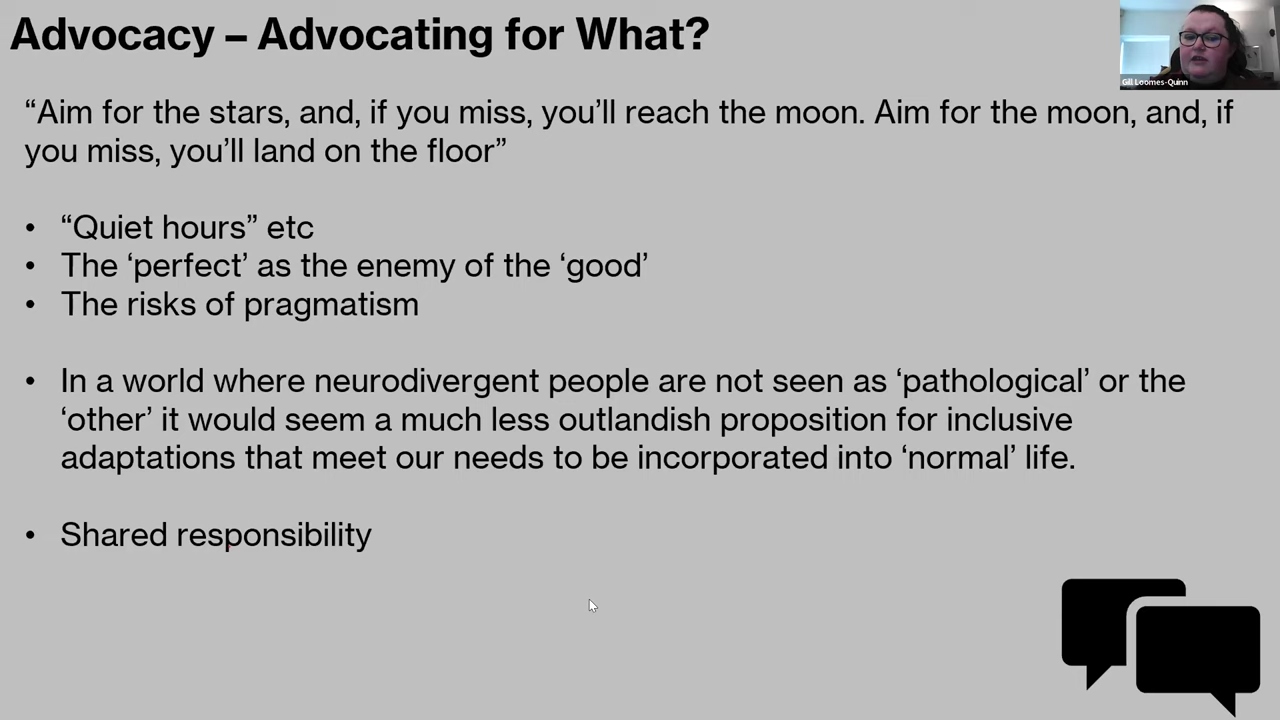 Advocacy – Advocating for What?
Gill Loomes-Quinn
“Aim for the stars, and, if you miss, you’ll reach the moon. Aim for the moon, and, if
you miss, you’ll land on the floor”
• “Quiet hours” etc
• The ‘perfect’ as the enemy of the ‘good’
• The risks of pragmatism
• In a world where neurodivergent people are not seen as ‘pathological’ or the
‘other’ it would seem a much less outlandish proposition for inclusive
adaptations that meet our needs to be incorporated into ‘normal’ life.
• Shared responsibility